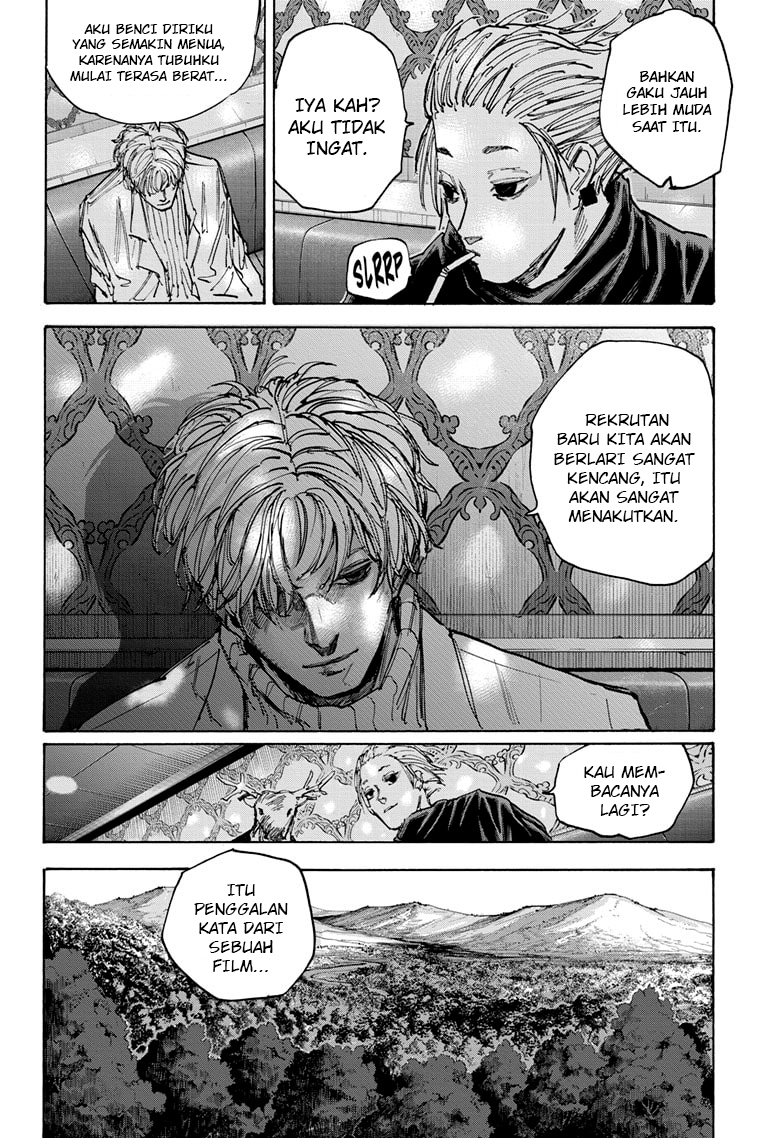 BAHKAN
GAKU JAUH
LEBIH MUDA
SAAT ITU.
IYA KAH?
AKU TIDAK
INGAT.
SLRRP
AKU BENCI DIRIKU
YANG SEMAKIN MENUA,
KARENANYA TUBUHKU
MULAI TERASA BERAT...
REKRUTAN
BARU KITA AKAN
BERLARI SANGAT
KENCANG, ITU
AKAN SANGAT
MENAKUTKAN.
KAU MEM-
BACANYA
LAGI?
ITU
PENGGALAN
KATA DARI
SEBUAH
FILM...